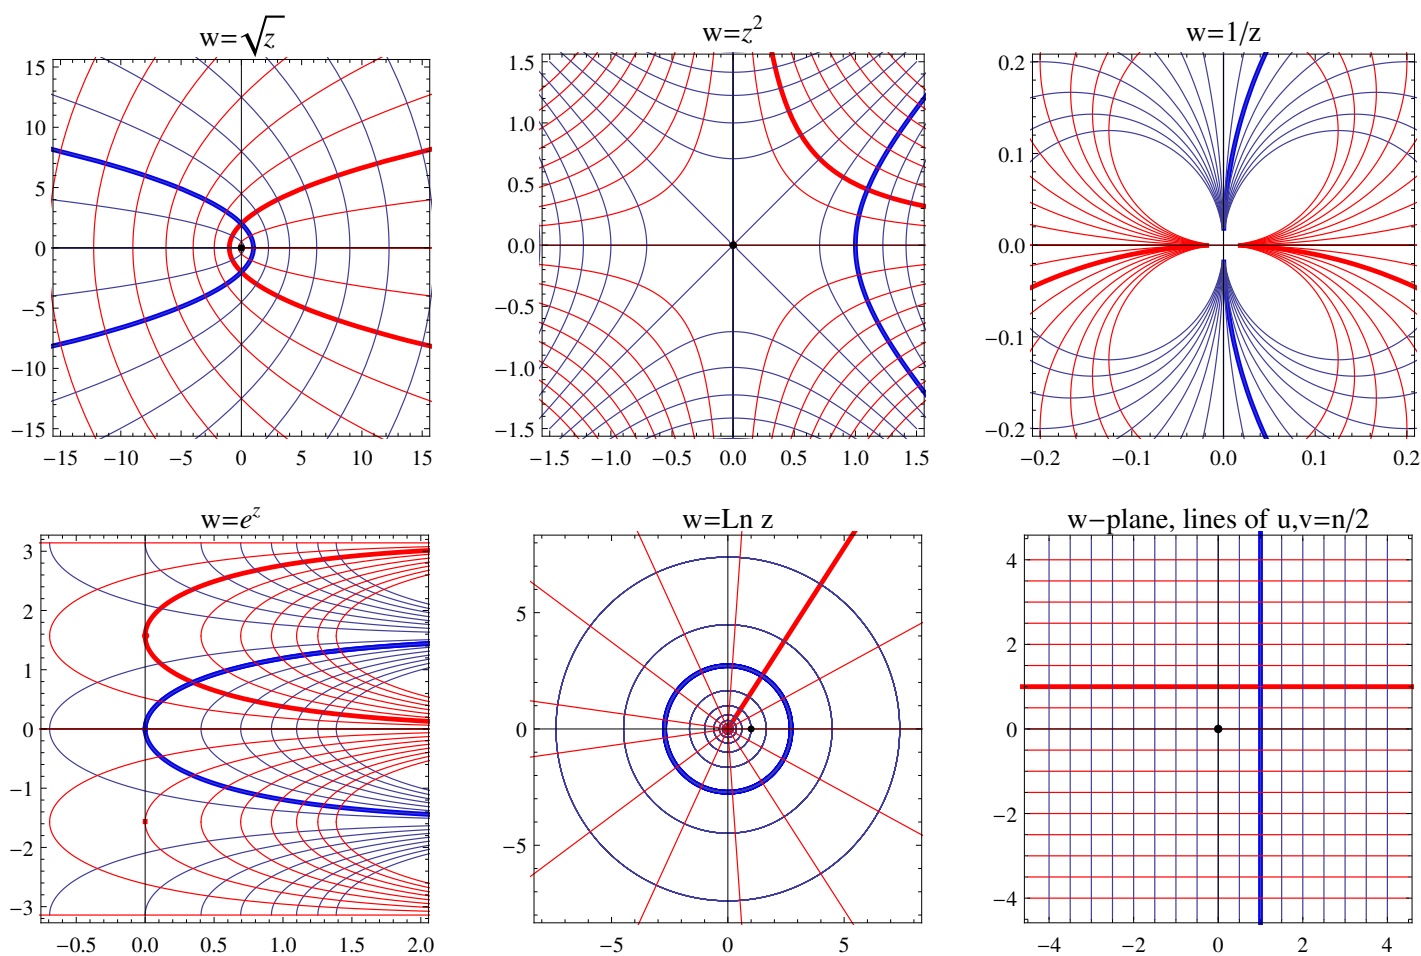 w=√z
15
10
5
0
−5
−10
−15
−15 −10 −5 0 5 10 15
w=z²
1.5
1.0
0.5
0.0
−0.5
−1.0
−1.5
−1.5 −1.0 −0.5 0.0 0.5 1.0 1.5
w=1/z
0.2
0.1
0.0
−0.1
−0.2
−0.2 −0.1 0.0 0.1 0.2
w=eᶻ
3
2
1
0
−1
−2
−3
−0.5 0.0 0.5 1.0 1.5 2.0
w=Ln z
5
0
−5
−5 0 5
w−plane, lines of u,v=n/2
4
2
0
−2
−4
−4 −2 0 2 4